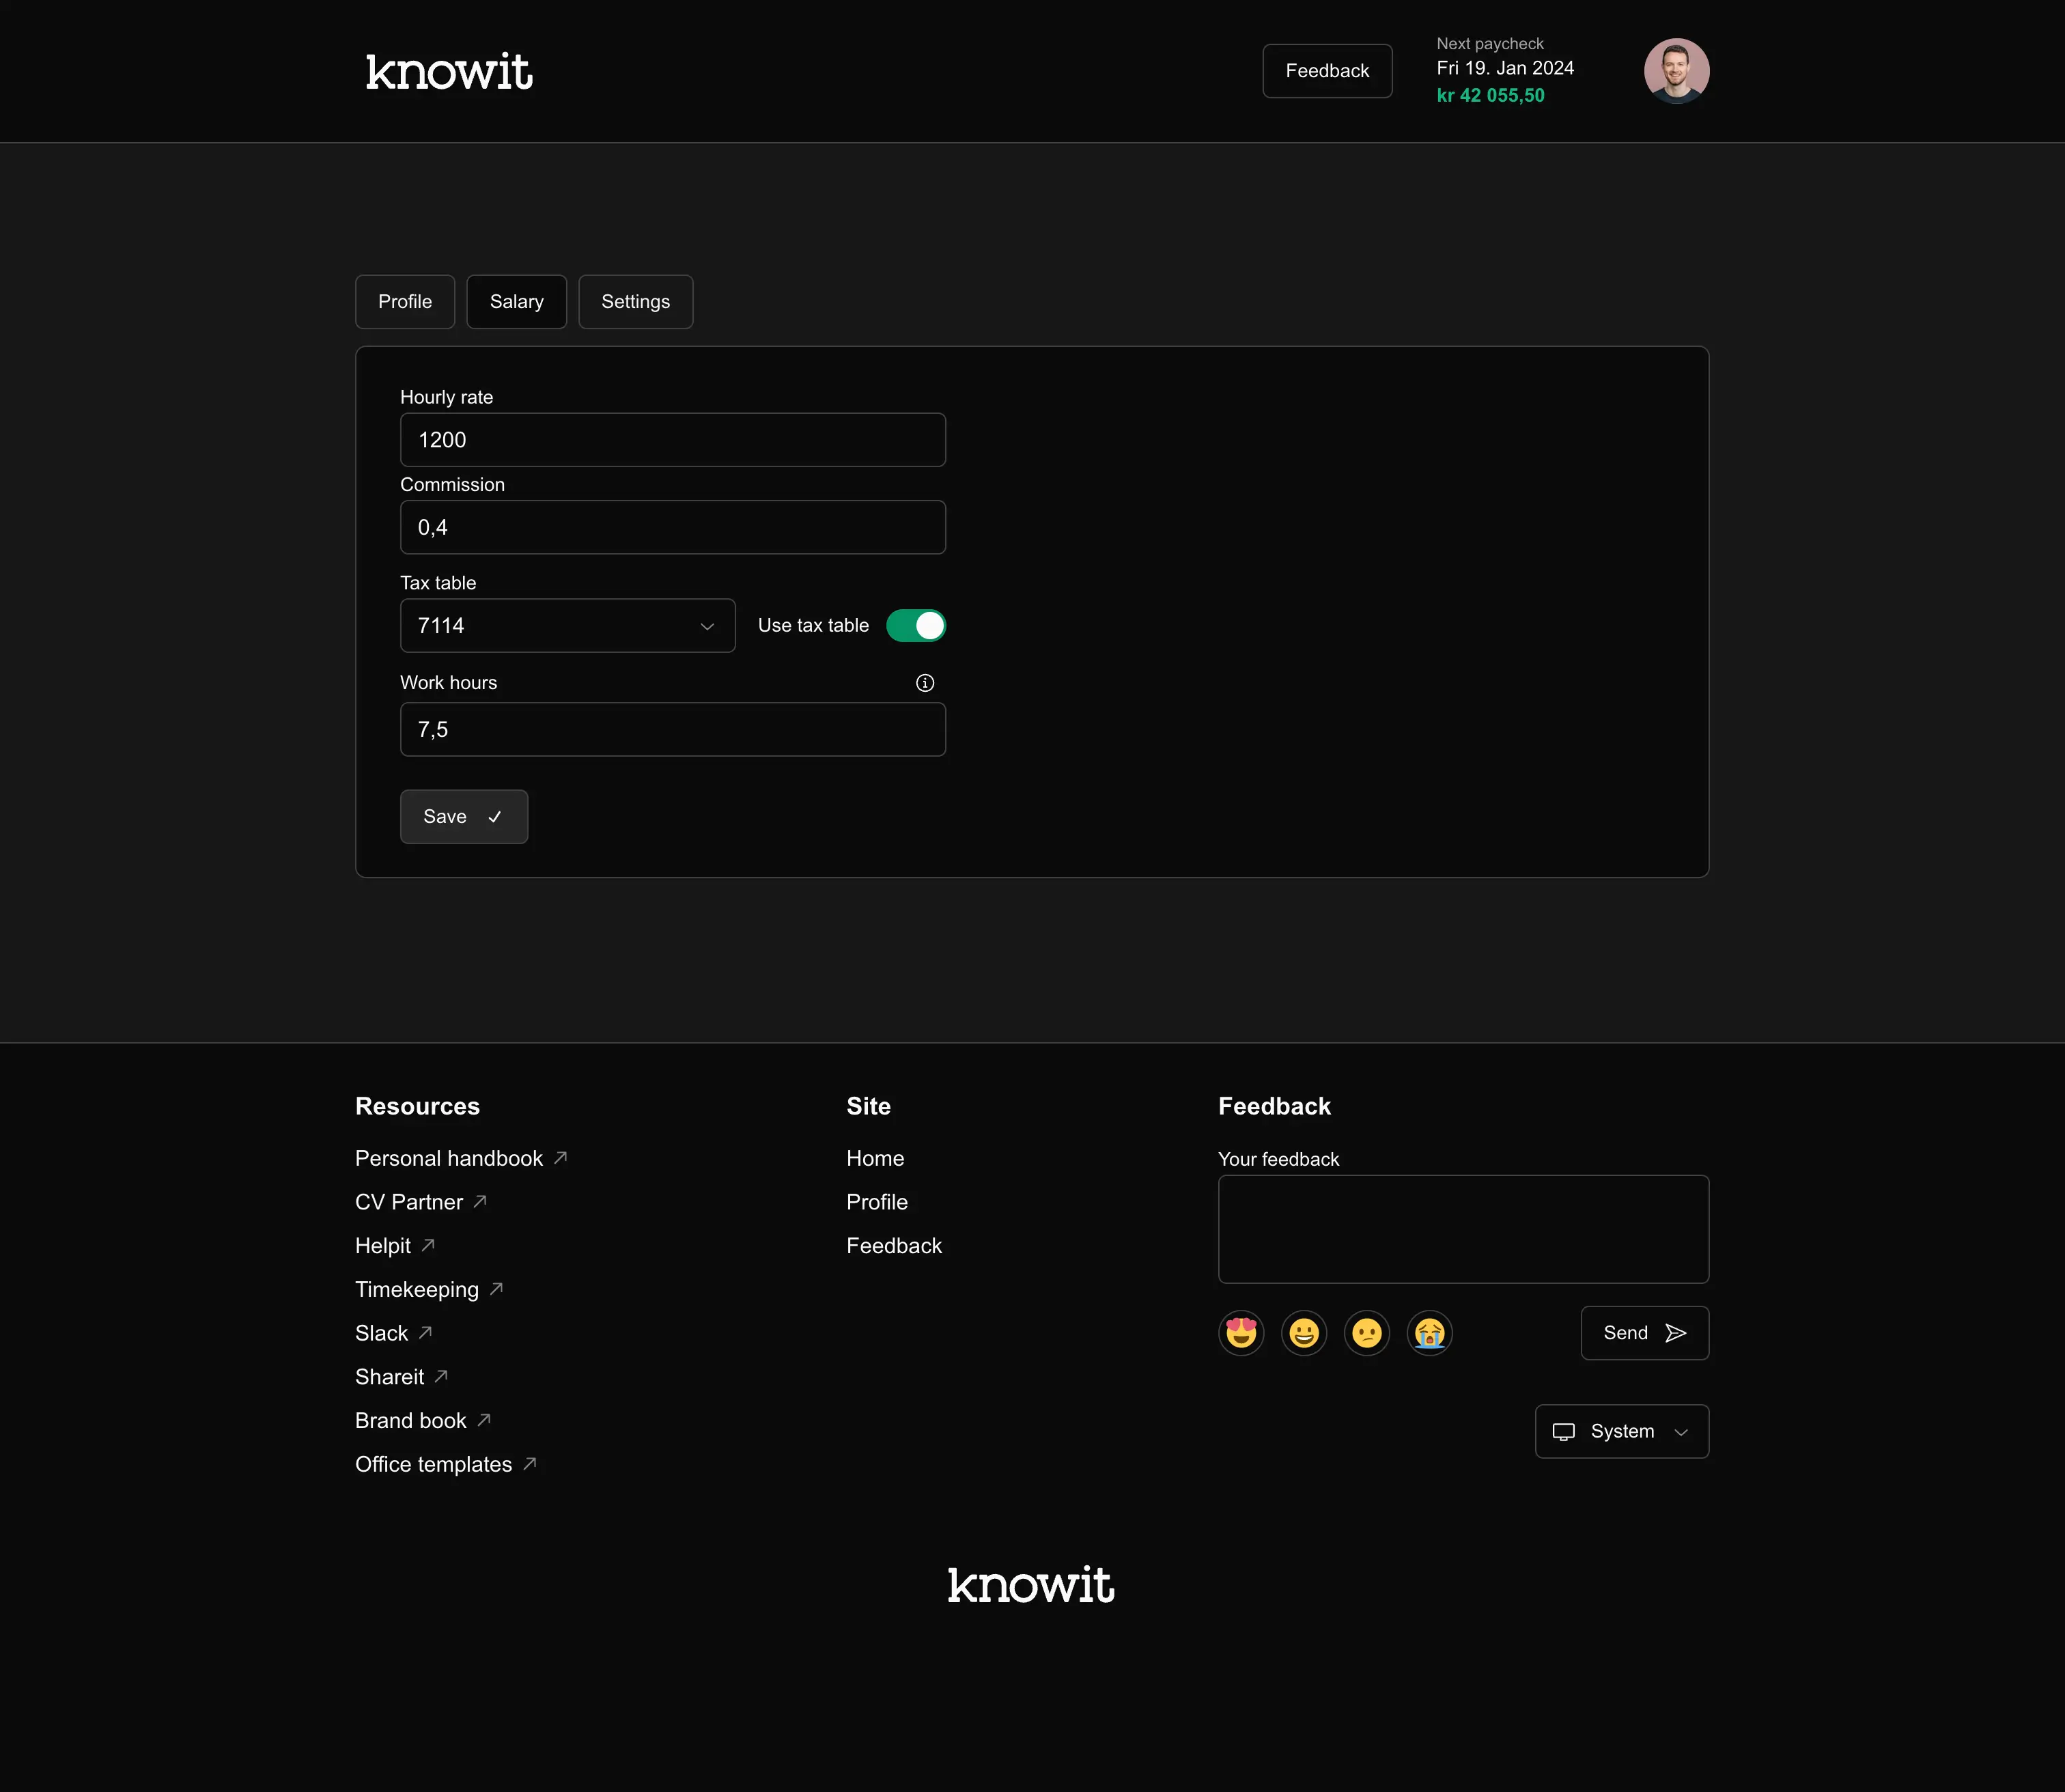 knowit
Feedback
Next paycheck
Fri 19. Jan 2024
kr 42 055,50
Profile
Salary
Settings
Hourly rate
1200
Commission
0,4
Tax table
7114
Use tax table
Work hours
7,5
Save
Resources
Personal handbook
CV Partner
Helpit
Timekeeping
Slack
Shareit
Brand book
Office templates
Site
Home
Profile
Feedback
Feedback
Your feedback
Send
System
knowit